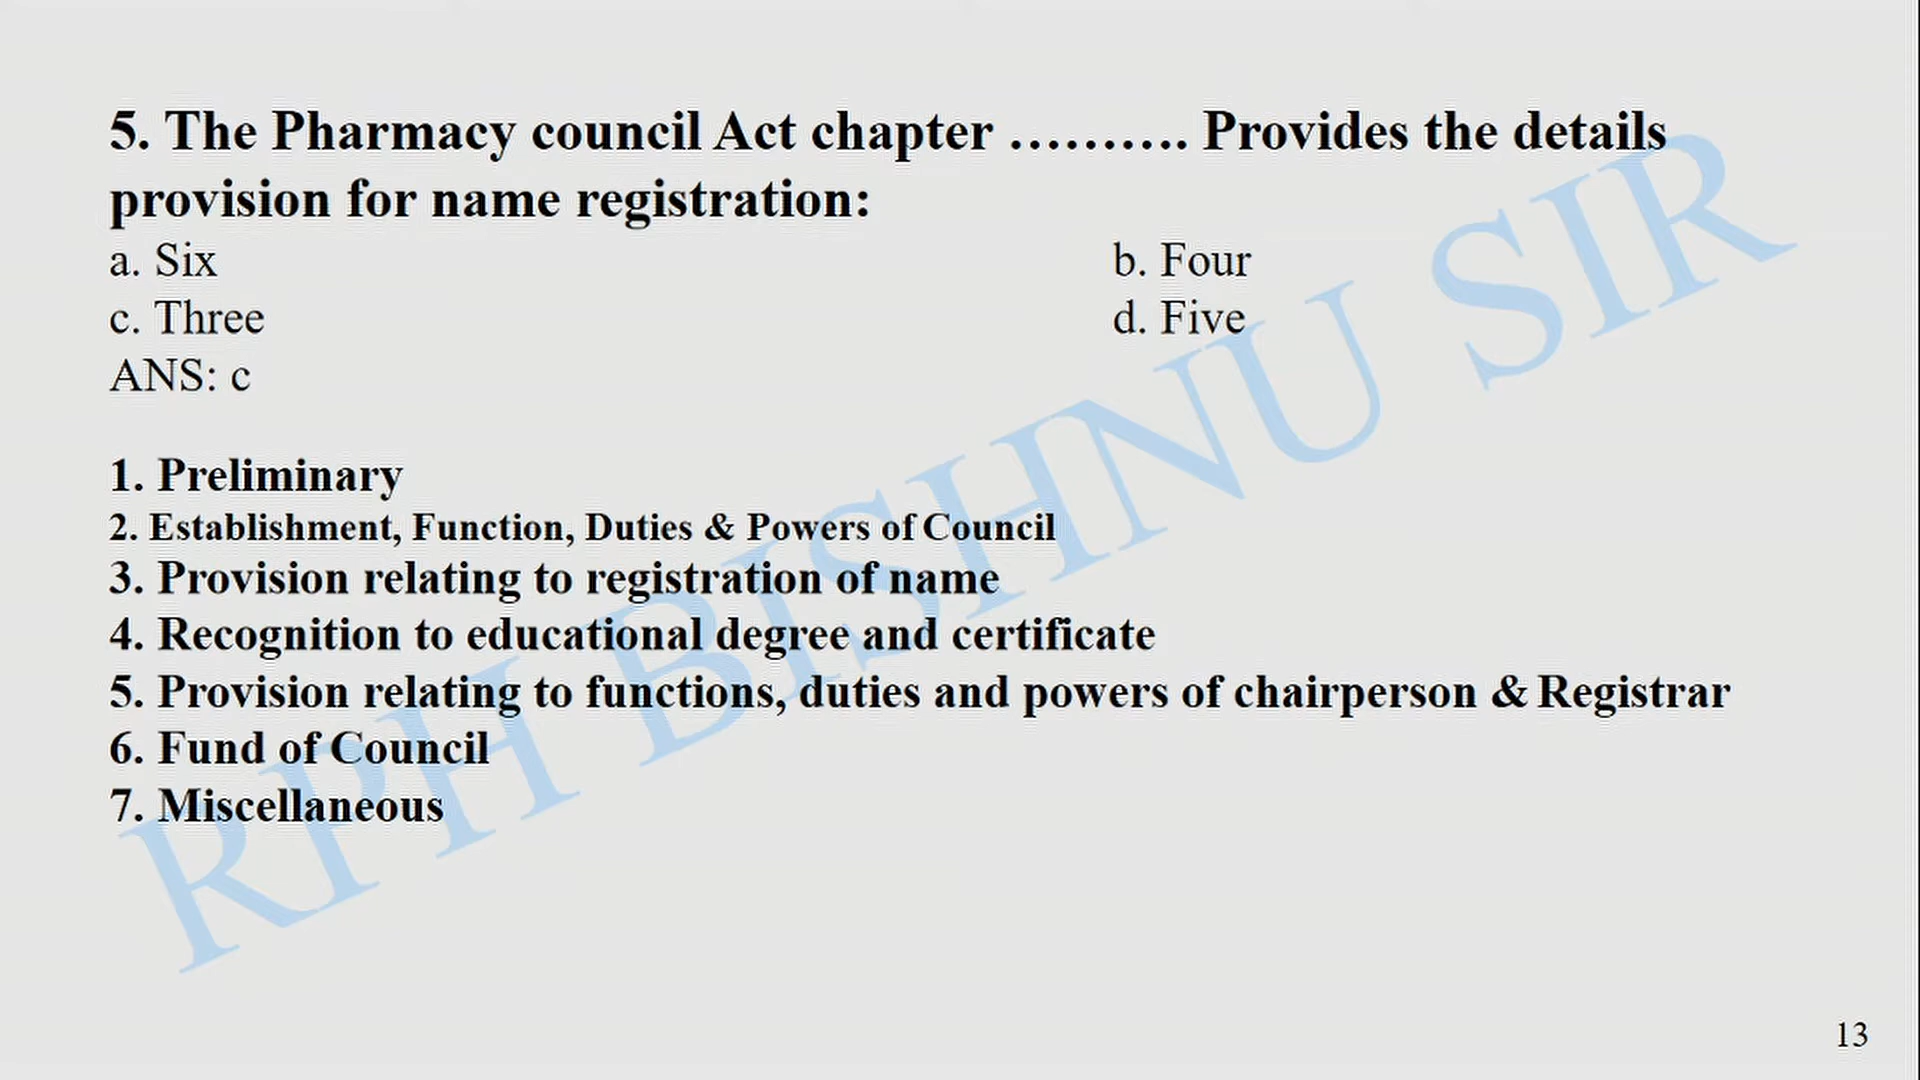 5. The Pharmacy council Act chapter ………. Provides the details
provision for name registration:
a. Six b. Four
c. Three d. Five
ANS: c
1. Preliminary
2. Establishment, Function, Duties & Powers of Council
3. Provision relating to registration of name
4. Recognition to educational degree and certificate
5. Provision relating to functions, duties and powers of chairperson & Registrar
6. Fund of Council
7. Miscellaneous
RPH BISHNU SIR
13